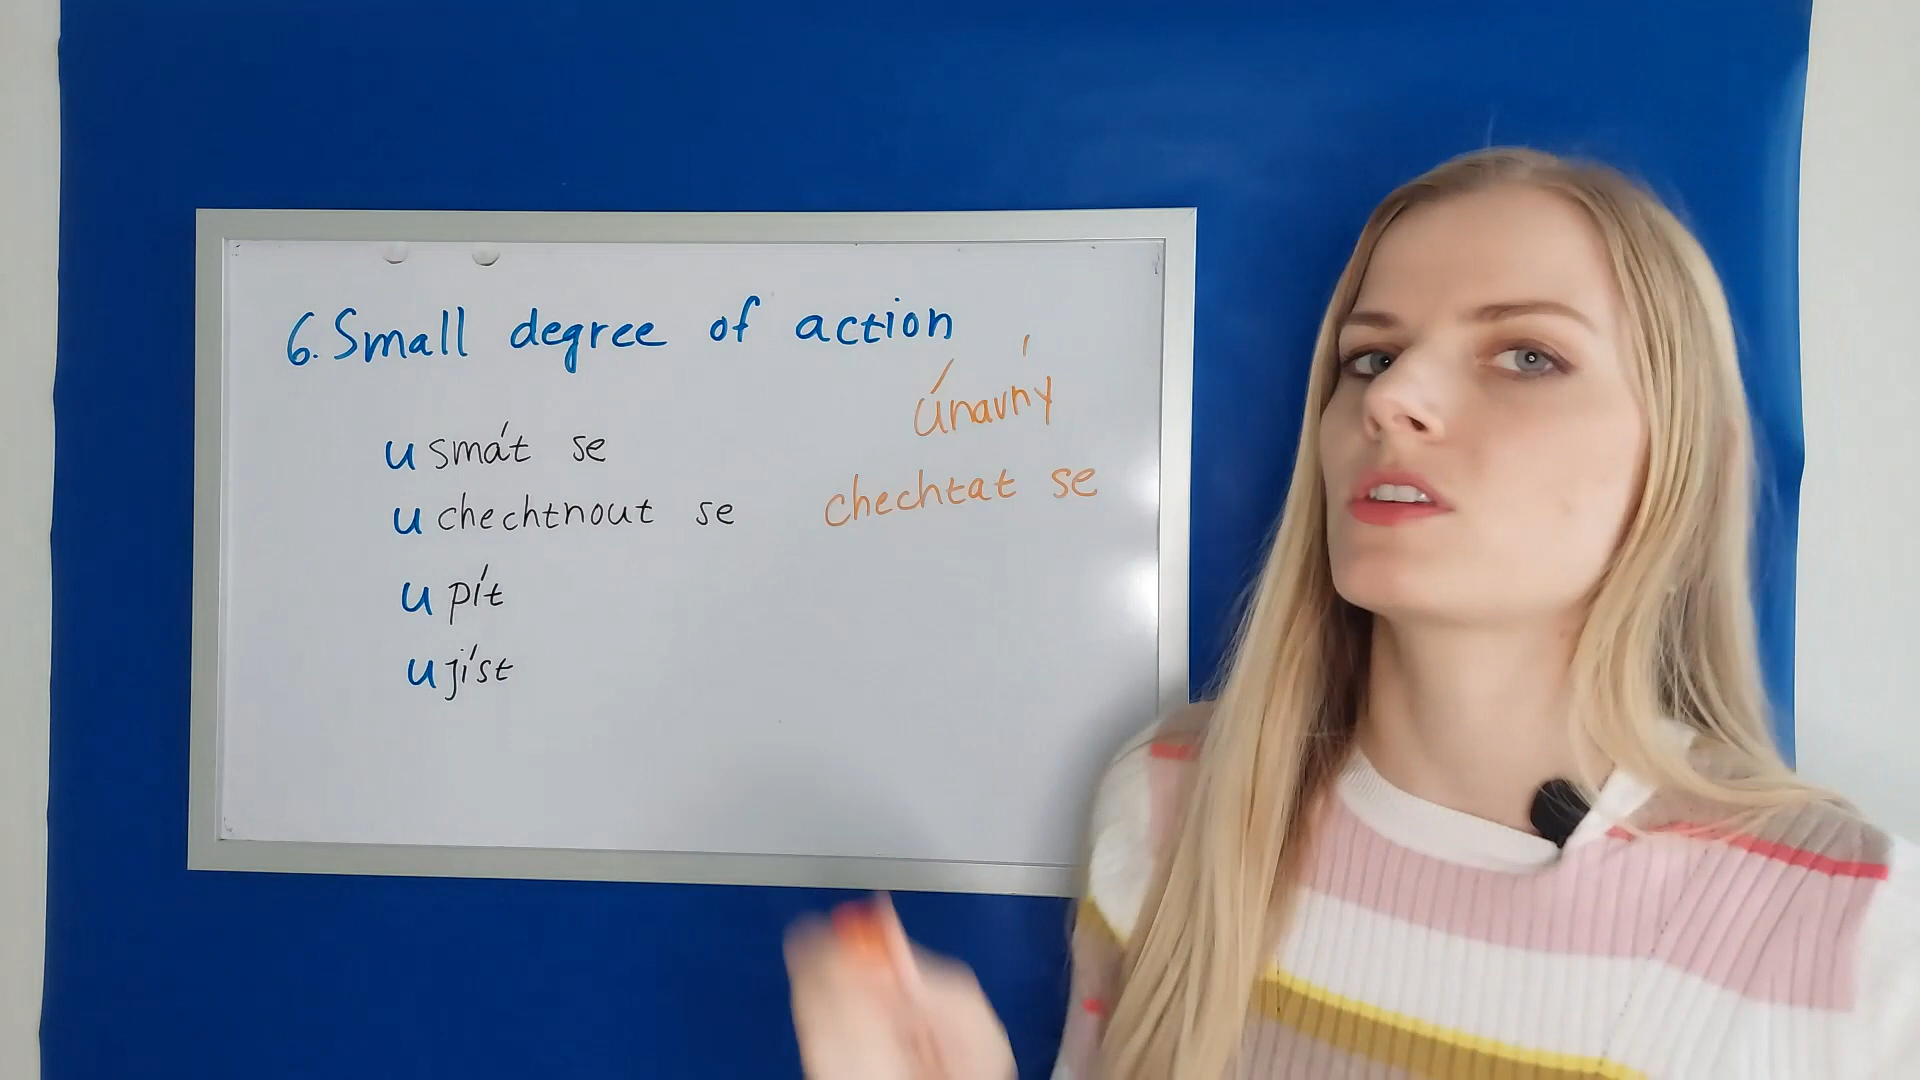 6. Small degree of action
únavný
usmát se
uchechtnout se
chechtat se
upít
ujíst